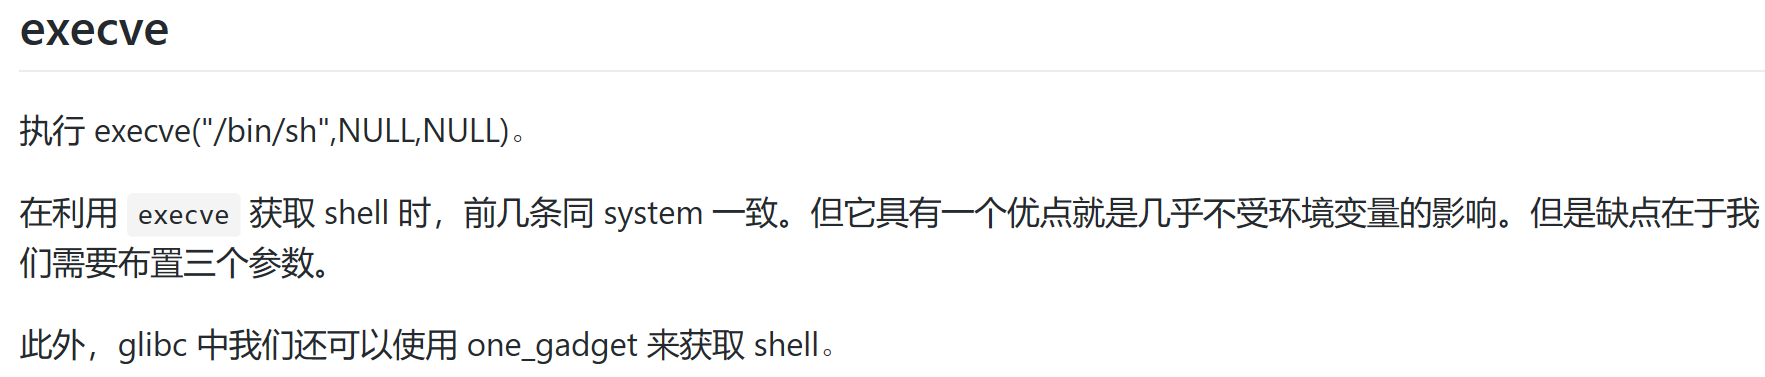 execve
执行 execve("/bin/sh",NULL,NULL)。
在利用 execve 获取 shell 时，前几条同 system 一致。但它具有一个优点就是几乎不受环境变量的影响。但是缺点在于我
们需要布置三个参数。
此外，glibc 中我们还可以使用 one_gadget 来获取 shell。